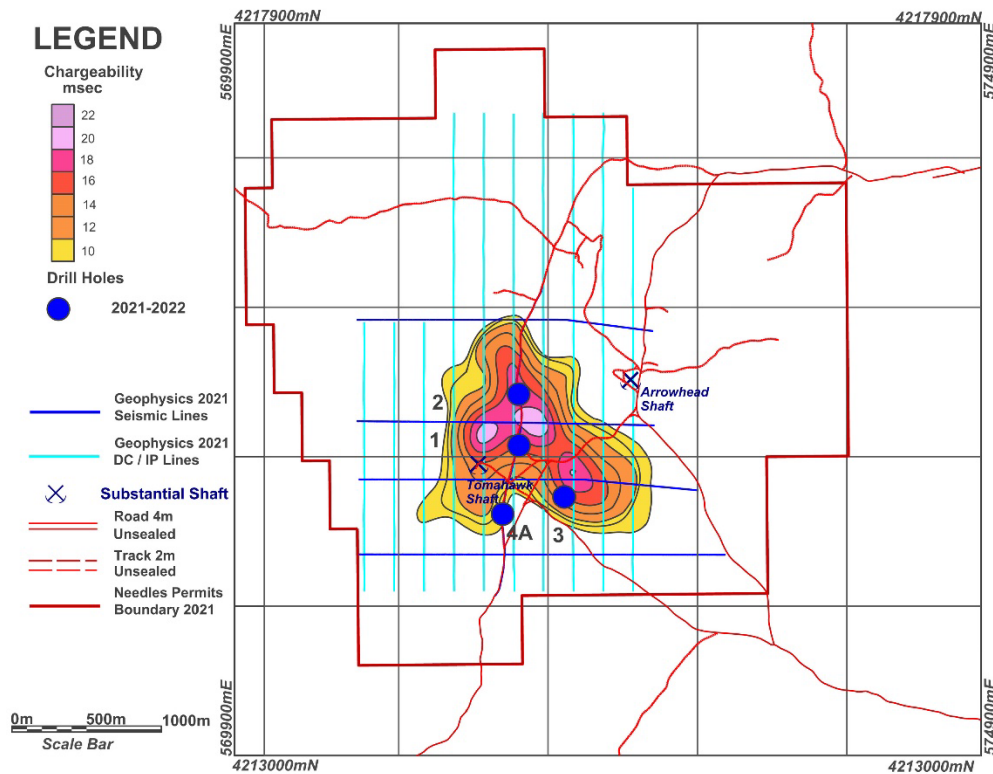 4217900mN
4217900mN
569900mE
574900mE
LEGEND
Chargeability
msec
22
20
18
16
14
12
10
Drill Holes
2021-2022
Geophysics 2021
Seismic Lines
Geophysics 2021
DC / IP Lines
Substantial Shaft
Road 4m
Unsealed
Track 2m
Unsealed
Needles Permits
Boundary 2021
0m 500m 1000m
Scale Bar
2
1
Arrowhead
Shaft
Tomahawk
Shaft
4A
3
569900mE
574900mE
4213000mN
4213000mN